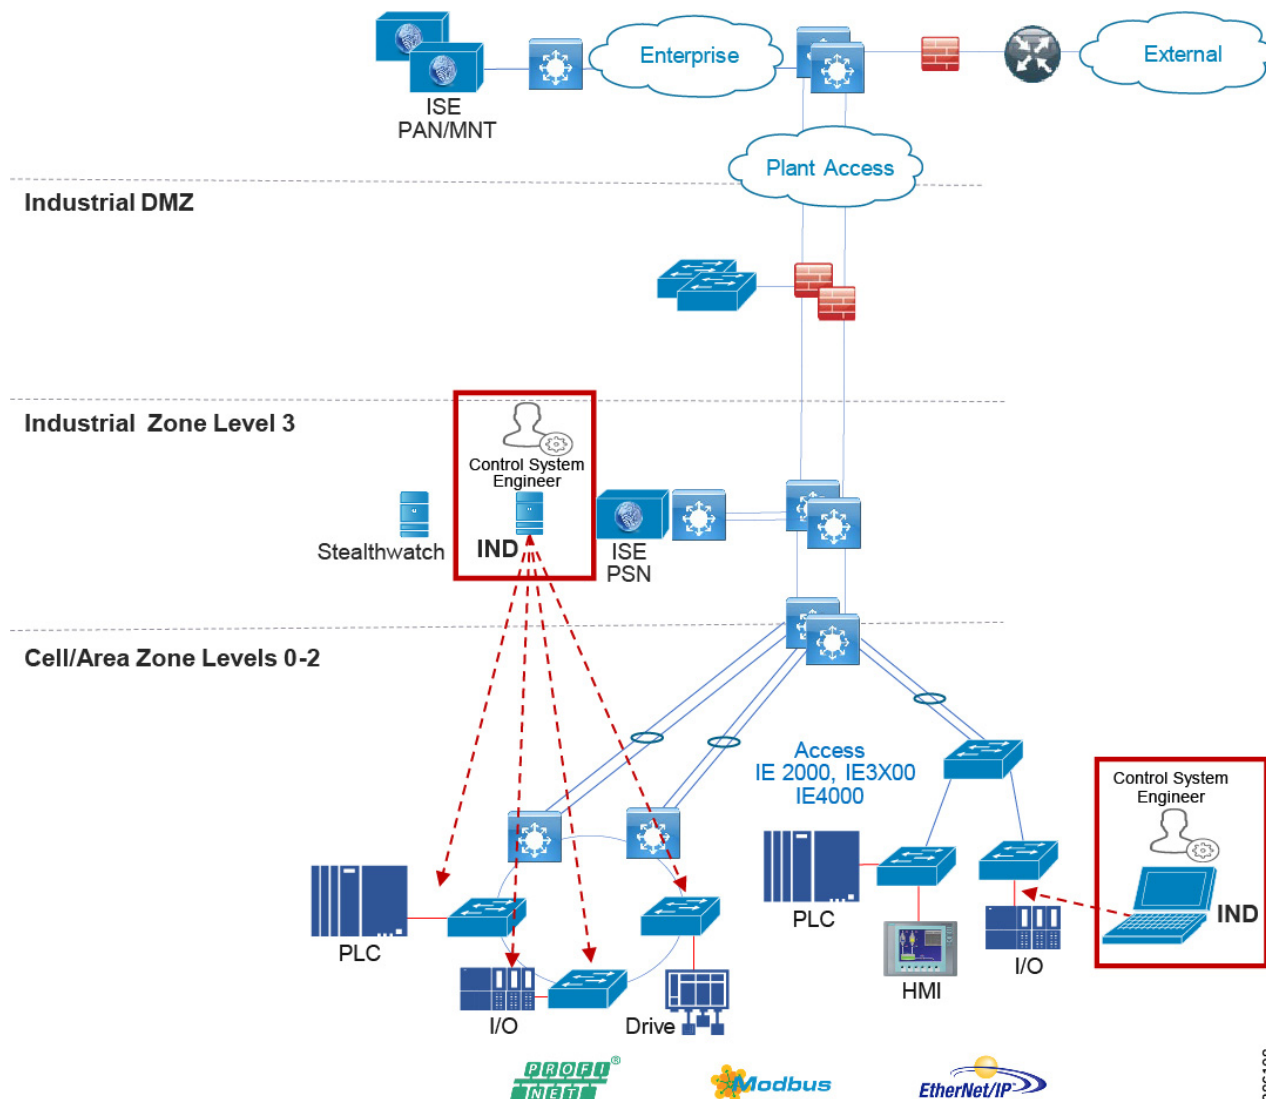 Enterprise
External
ISE
PAN/MNT
Plant Access
Industrial DMZ
Industrial Zone Level 3
Control System
Engineer
Stealthwatch
IND
ISE
PSN
Cell/Area Zone Levels 0-2
Access
IE 2000, IE3X00
IE4000
Control System
Engineer
PLC
PLC
IND
I/O
HMI
I/O
Drive
PROFI
NET
®
Modbus
EtherNet/IP